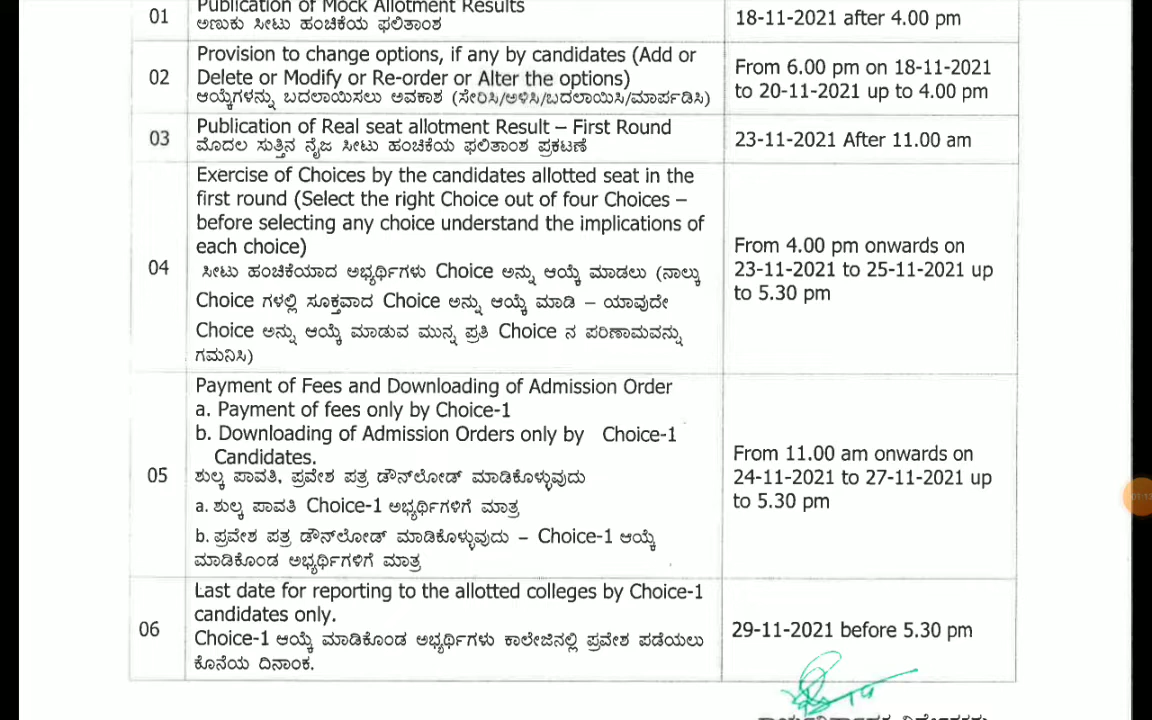 01
Publication of Mock Allotment Results
ಅಣುಕು ಸೀಟು ಹಂಚಿಕೆಯ ಫಲಿತಾಂಶ
18-11-2021 after 4.00 pm
02
Provision to change options, if any by candidates (Add or
Delete or Modify or Re-order or Alter the options)
ಆಯ್ಕೆಗಳನ್ನು ಬದಲಾಯಿಸಲು ಅವಕಾಶ (ಸೇರಿಸಿ/ಅಳಿಸಿ/ಬದಲಾಯಿಸಿ/ಮಾರ್ಪಡಿಸಿ)
From 6.00 pm on 18-11-2021
to 20-11-2021 up to 4.00 pm
03
Publication of Real seat allotment Result – First Round
ಮೊದಲ ಸುತ್ತಿನ ನೈಜ ಸೀಟು ಹಂಚಿಕೆಯ ಫಲಿತಾಂಶ ಪ್ರಕಟಣೆ
23-11-2021 After 11.00 am
04
Exercise of Choices by the candidates allotted seat in the
first round (Select the right Choice out of four Choices –
before selecting any choice understand the implications of
each choice)
ಸೀಟು ಹಂಚಿಕೆಯಾದ ಅಭ್ಯರ್ಥಿಗಳು Choice ಅನ್ನು ಆಯ್ಕೆ ಮಾಡಲು (ನಾಲ್ಕು
Choice ಗಳಲ್ಲಿ ಸೂಕ್ತವಾದ Choice ಅನ್ನು ಆಯ್ಕೆ ಮಾಡಿ – ಯಾವುದೇ
Choice ಅನ್ನು ಆಯ್ಕೆ ಮಾಡುವ ಮುನ್ನ ಪ್ರತಿ Choice ನ ಪರಿಣಾಮವನ್ನು
ಗಮನಿಸಿ)
From 4.00 pm onwards on
23-11-2021 to 25-11-2021 up
to 5.30 pm
05
Payment of Fees and Downloading of Admission Order
a. Payment of fees only by Choice-1
b. Downloading of Admission Orders only by Choice-1
Candidates.
ಶುಲ್ಕ ಪಾವತಿ, ಪ್ರವೇಶ ಪತ್ರ ಡೌನ್‌ಲೋಡ್ ಮಾಡಿಕೊಳ್ಳುವುದು
a. ಶುಲ್ಕ ಪಾವತಿ Choice-1 ಅಭ್ಯರ್ಥಿಗಳಿಗೆ ಮಾತ್ರ
b. ಪ್ರವೇಶ ಪತ್ರ ಡೌನ್‌ಲೋಡ್ ಮಾಡಿಕೊಳ್ಳುವುದು – Choice-1 ಆಯ್ಕೆ
ಮಾಡಿಕೊಂಡ ಅಭ್ಯರ್ಥಿಗಳಿಗೆ ಮಾತ್ರ
From 11.00 am onwards on
24-11-2021 to 27-11-2021 up
to 5.30 pm
06
Last date for reporting to the allotted colleges by Choice-1
candidates only.
Choice-1 ಆಯ್ಕೆ ಮಾಡಿಕೊಂಡ ಅಭ್ಯರ್ಥಿಗಳು ಕಾಲೇಜಿನಲ್ಲಿ ಪ್ರವೇಶ ಪಡೆಯಲು
ಕೊನೆಯ ದಿನಾಂಕ.
29-11-2021 before 5.30 pm